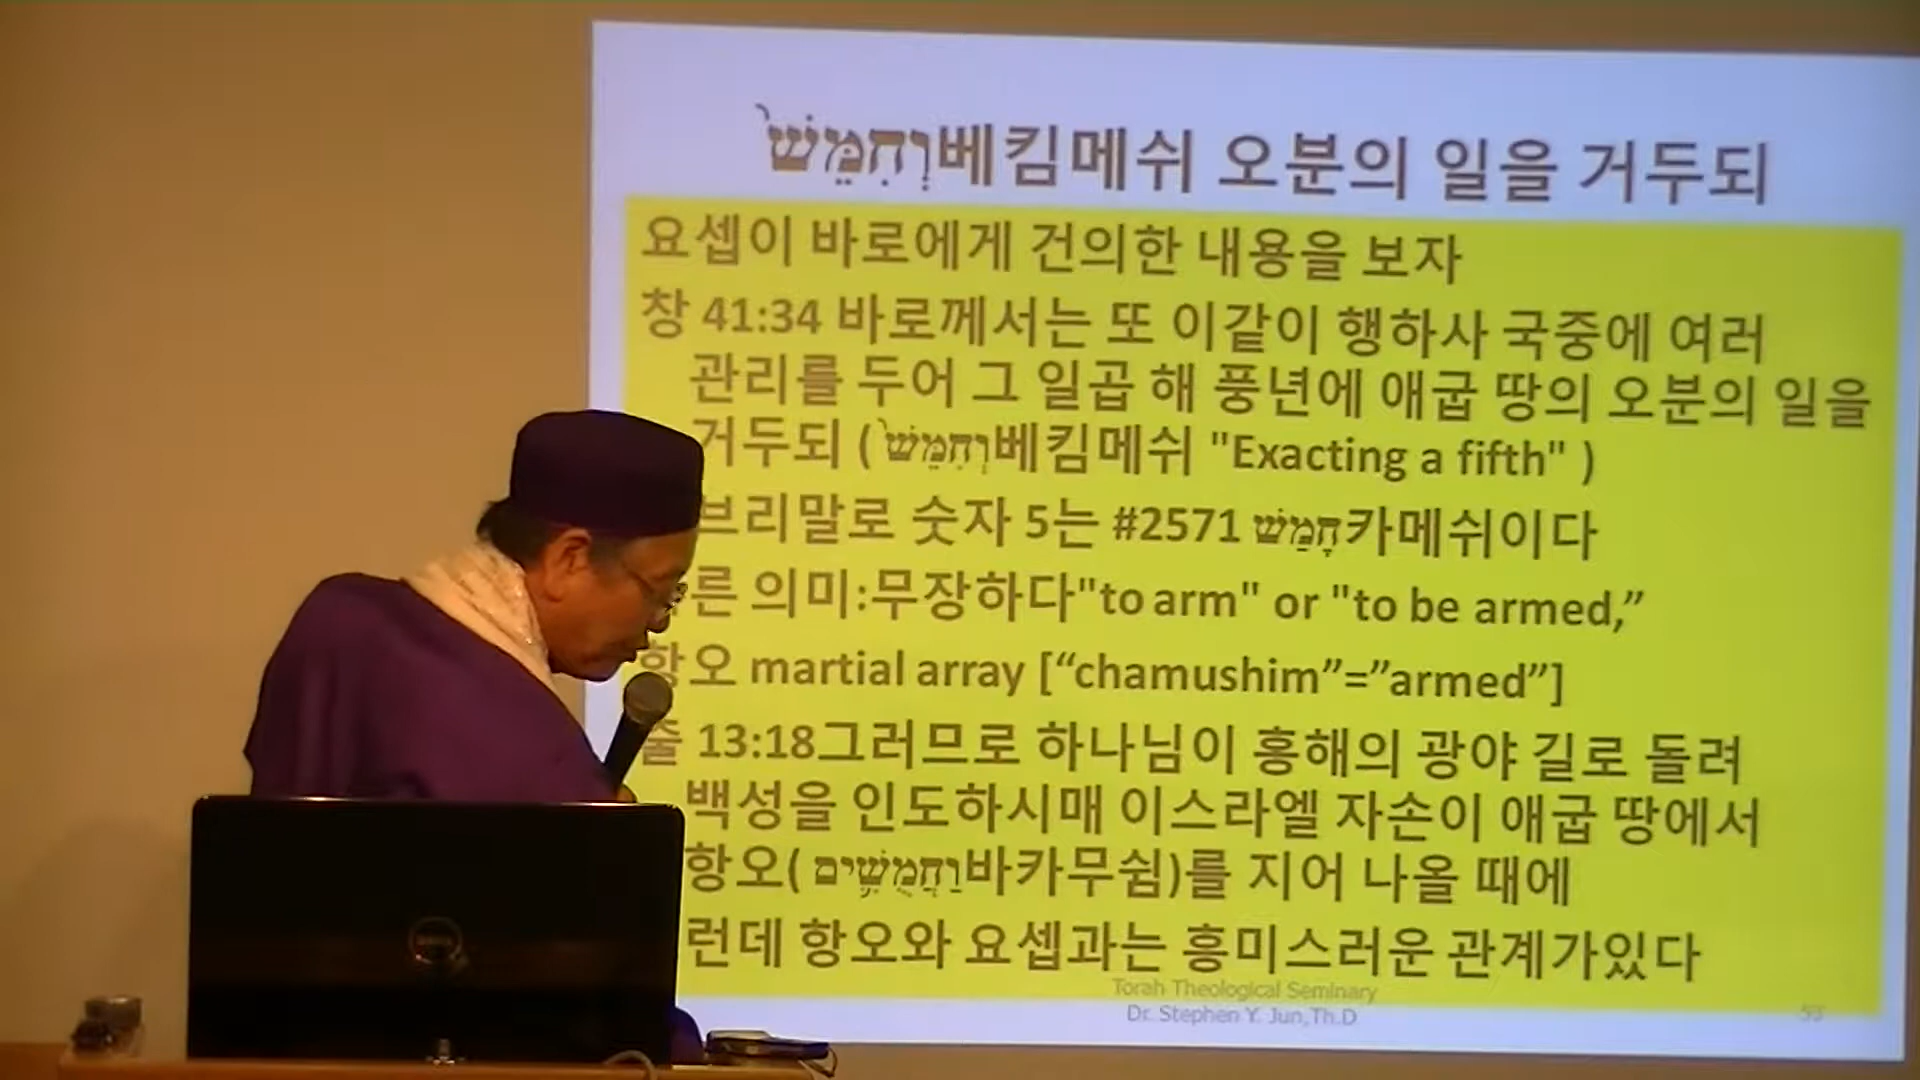 וְחִמֵּשׁ֙베킴메쉬 오분의 일을 거두되
요셉이 바로에게 건의한 내용을 보자
창 41:34 바로께서는 또 이같이 행하사 국중에 여러
관리를 두어 그 일곱 해 풍년에 애굽 땅의 오분의 일을
거두되 (וְחִמֵּשׁ֙베킴메쉬 "Exacting a fifth" )
브리말로 숫자 5는 #2571 חָמַּשׁ카메쉬이다
른 의미:무장하다"to arm" or "to be armed,”
항오 martial array [“chamushim”=”armed”]
출 13:18그러므로 하나님이 홍해의 광야 길로 돌려
백성을 인도하시매 이스라엘 자손이 애굽 땅에서
항오( וַחֲמֻשִׁ֛ים바카무쉼)를 지어 나올 때에
런데 항오와 요셉과는 흥미스러운 관계가있다
Torah Theological Seminary
Dr. Stephen Y. Jun,Th.D